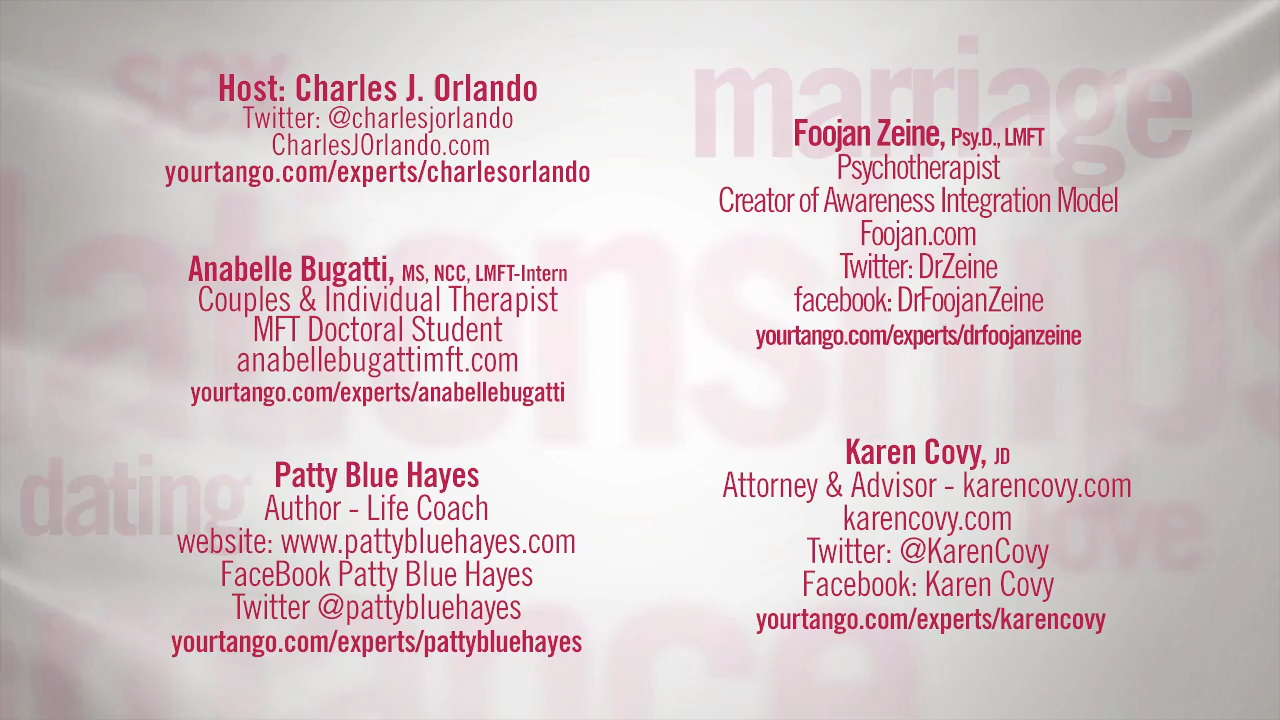 Host: Charles J. Orlando
Twitter: @charlesjorlando
CharlesJOrlando.com
yourtango.com/experts/charlesorlando
Anabelle Bugatti, MS, NCC, LMFT-Intern
Couples & Individual Therapist
MFT Doctoral Student
anabellebugattimft.com
yourtango.com/experts/anabellebugatti
Patty Blue Hayes
Author - Life Coach
website: www.pattybluehayes.com
FaceBook Patty Blue Hayes
Twitter @pattybluehayes
yourtango.com/experts/pattybluehayes
Foojan Zeine, Psy.D., LMFT
Psychotherapist
Creator of Awareness Integration Model
Foojan.com
Twitter: DrZeine
facebook: DrFoojanZeine
yourtango.com/experts/drfoojanzeine
Karen Covy, JD
Attorney & Advisor - karencovy.com
karencovy.com
Twitter: @KarenCovy
Facebook: Karen Covy
yourtango.com/experts/karencovy
sex
marriage
dating
love